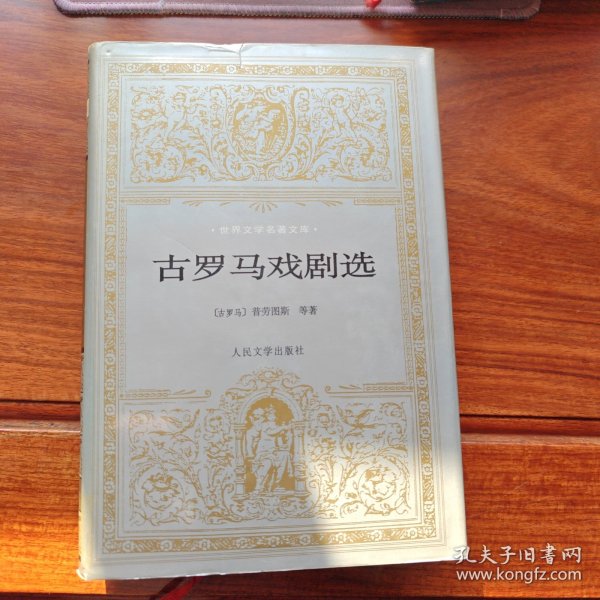 ·世界文学名著文库·
古罗马戏剧选
〔古罗马〕普劳图斯 等著
人民文学出版社
孔夫子旧书网
www.kongfz.com